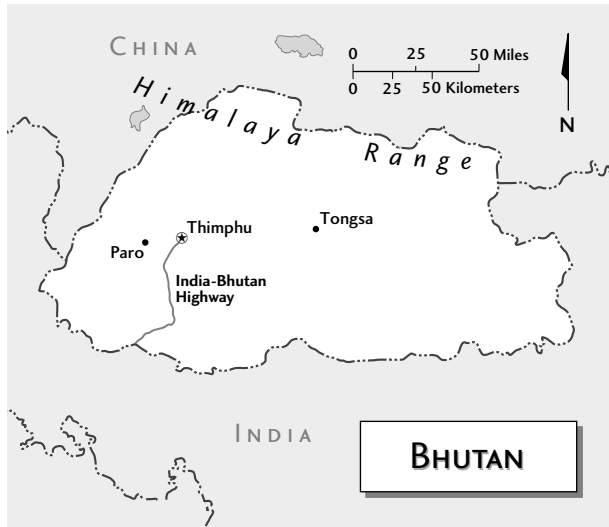 CHINA
0 25 50 Miles
0 25 50 Kilometers
N
Himalaya Range
Thimphu
Tongsa
Paro
India-Bhutan
Highway
INDIA
BHUTAN